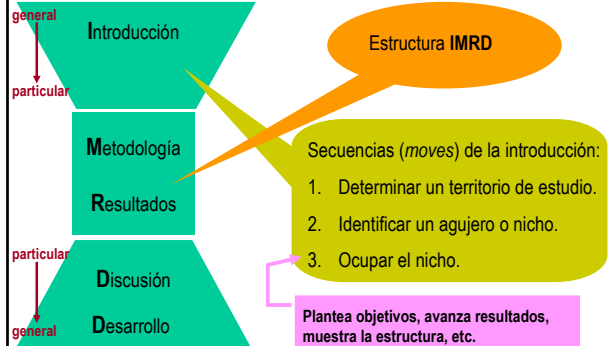 general
particular
Introducción
Estructura IMRD
Metodología
Resultados
Secuencias (moves) de la introducción:
1. Determinar un territorio de estudio.
2. Identificar un agujero o nicho.
3. Ocupar el nicho.
particular
general
Discusión
Desarrollo
Plantea objetivos, avanza resultados,
muestra la estructura, etc.